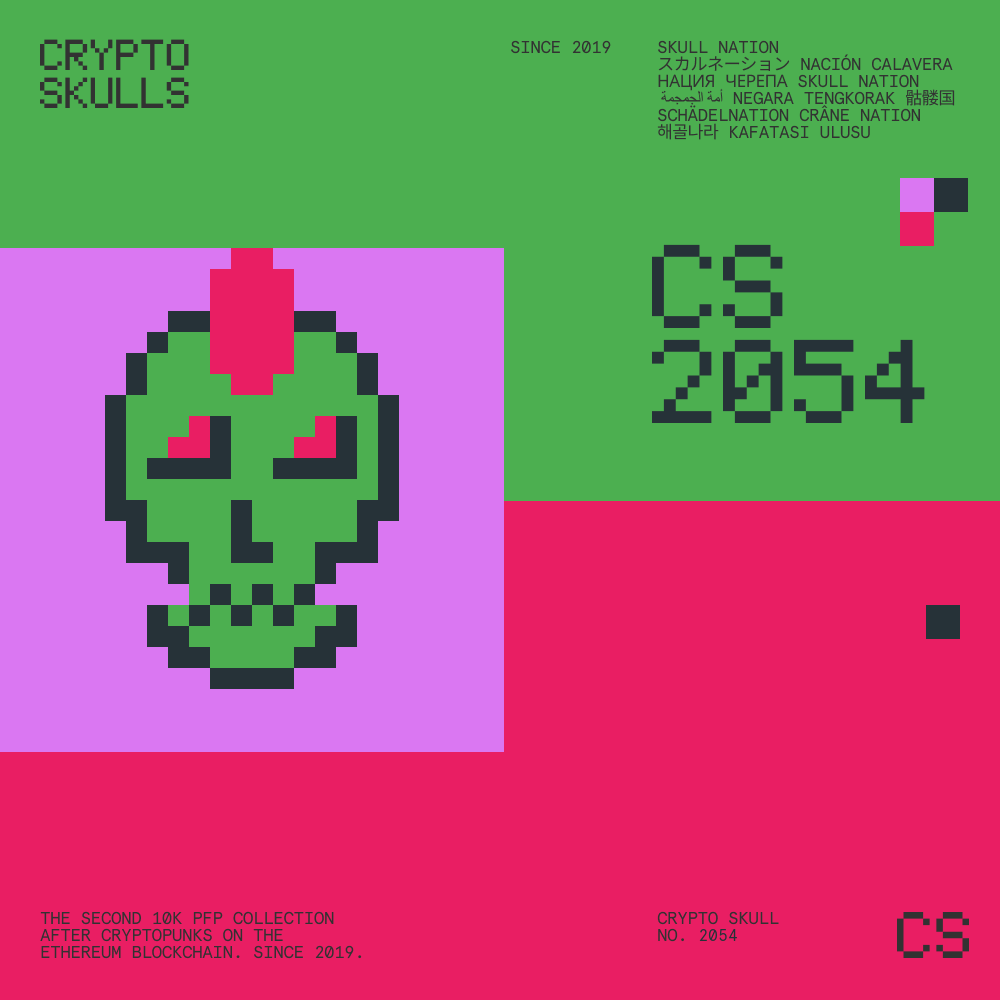 CRYPTO
SKULLS
SINCE 2019
SKULL NATION
スカルネーション NACIÓN CALAVERA
НАЦИЯ ЧЕРЕПА SKULL NATION
أمة الجمجمة NEGARA TENGKORAK 骷髅国
SCHÄDELNATION CRÂNE NATION
해골나라 KAFATASI ULUSU
CS
2054
THE SECOND 10K PFP COLLECTION
AFTER CRYPTOPUNKS ON THE
ETHEREUM BLOCKCHAIN. SINCE 2019.
CRYPTO SKULL
NO. 2054
CS